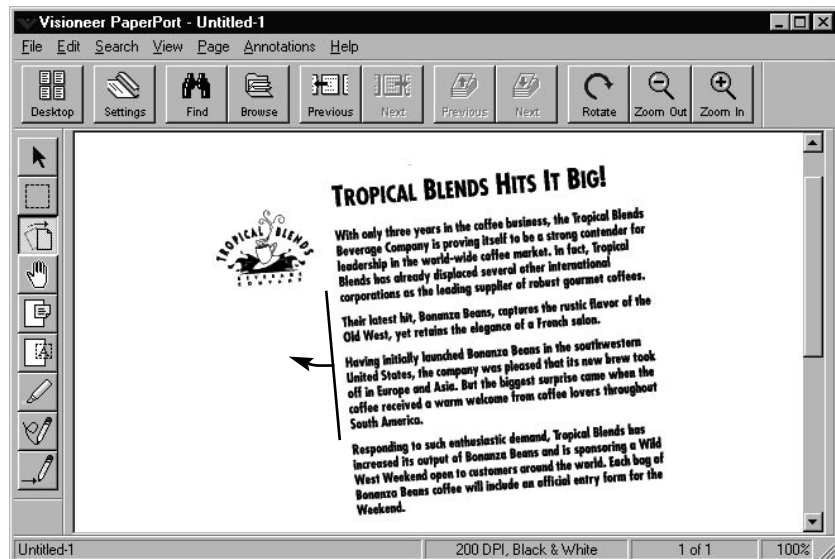 Visioneer PaperPort - Untitled-1
File Edit Search View Page Annotations Help
Desktop Settings Find Browse Previous Next Previous Next Rotate Zoom Out Zoom In
TROPICAL BLENDS HITS IT BIG!
TROPICAL BLENDS
BEVERAGE
COMPANY
With only three years in the coffee business, the Tropical Blends
Beverage Company is proving itself to be a strong contender for
leadership in the world-wide coffee market. In fact, Tropical
Blends has already displaced several other international
corporations as the leading supplier of robust gourmet coffees.
Their latest hit, Bonanza Beans, captures the rustic flavor of the
Old West, yet retains the elegance of a French salon.
Having initially launched Bonanza Beans in the southwestern
United States, the company was pleased that its new brew took
off in Europe and Asia. But the biggest surprise came when the
coffee received a warm welcome from coffee lovers throughout
South America.
Responding to such enthusiastic demand, Tropical Blends has
increased its output of Bonanza Beans and is sponsoring a Wild
West Weekend open to customers around the world. Each bag of
Bonanza Beans coffee will include an official entry form for the
Weekend.
Untitled-1 200 DPI, Black & White 1 of 1 100%